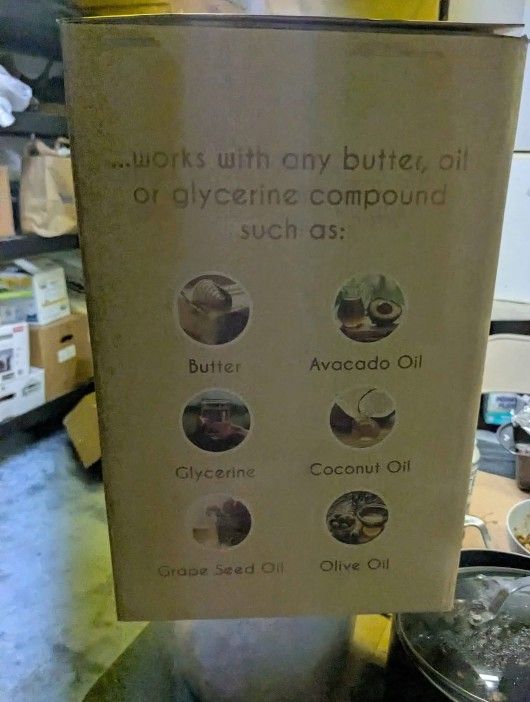 ...works with any butter, oil
or glycerine compound
such as:
Butter
Avacado Oil
Glycerine
Coconut Oil
Grape Seed Oil
Olive Oil